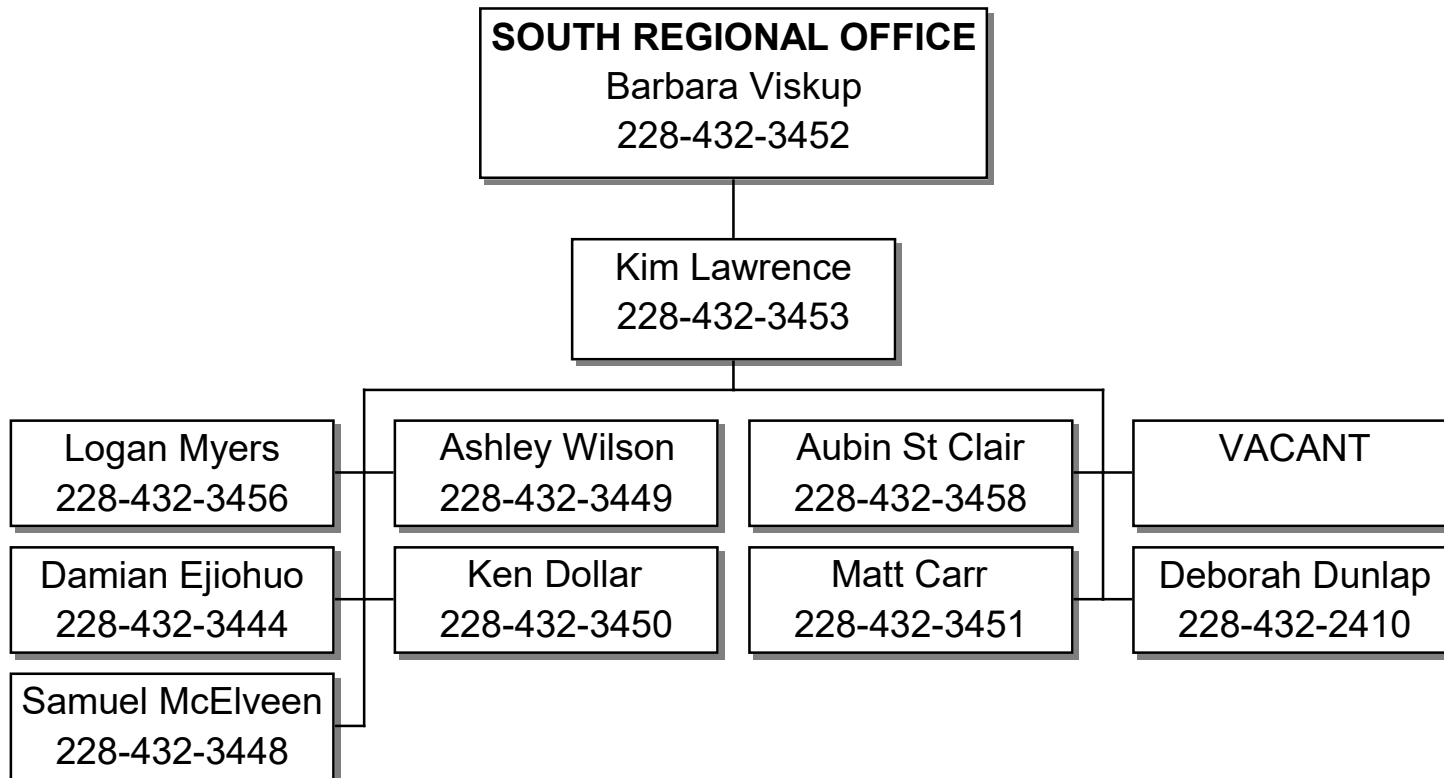 SOUTH REGIONAL OFFICE
Barbara Viskup
228-432-3452
Kim Lawrence
228-432-3453
Logan Myers
228-432-3456
Ashley Wilson
228-432-3449
Aubin St Clair
228-432-3458
VACANT
Damian Ejiohuo
228-432-3444
Ken Dollar
228-432-3450
Matt Carr
228-432-3451
Deborah Dunlap
228-432-2410
Samuel McElveen
228-432-3448